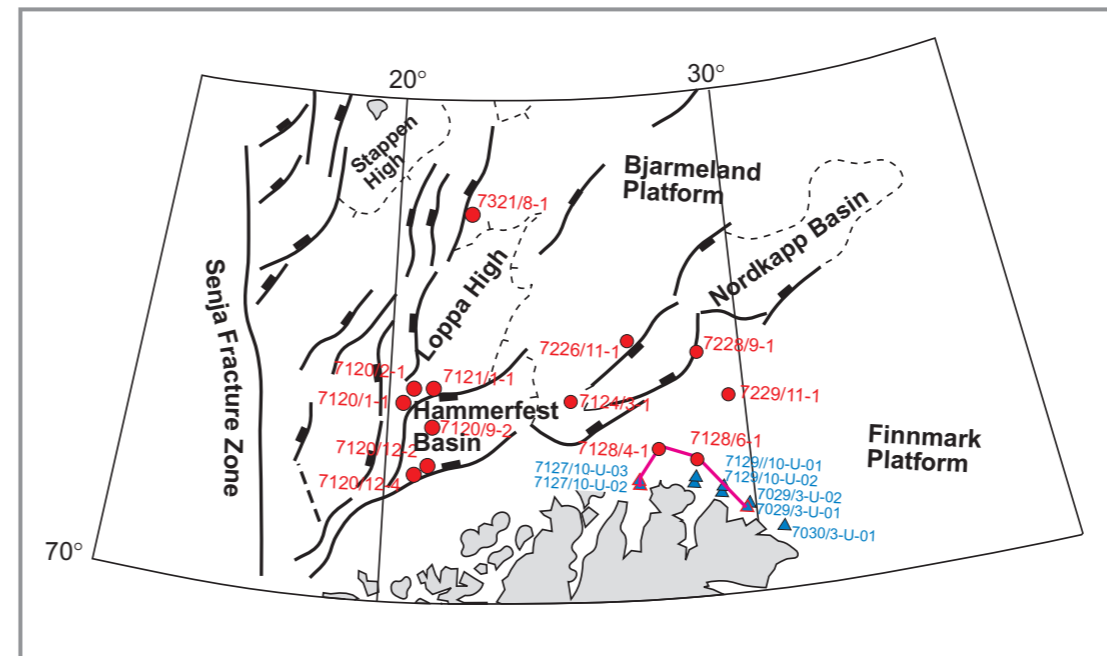 20°
30°
Stappen
High
Bjarmeland
Platform
7321/8-1
Nordkapp Basin
Senja Fracture Zone
Loppa High
7226/11-1
7228/9-1
7120/2-1
7121/1-1
7120/1-1
7124/3-1
7229/11-1
Hammerfest
Basin
7120/9-2
7128/4-1
7128/6-1
Finnmark
Platform
7120/12-2
7120/12-4
7127/10-U-03
7127/10-U-02
7129//10-U-01
7129/10-U-02
7029/3-U-02
7029/3-U-01
7030/3-U-01
70°